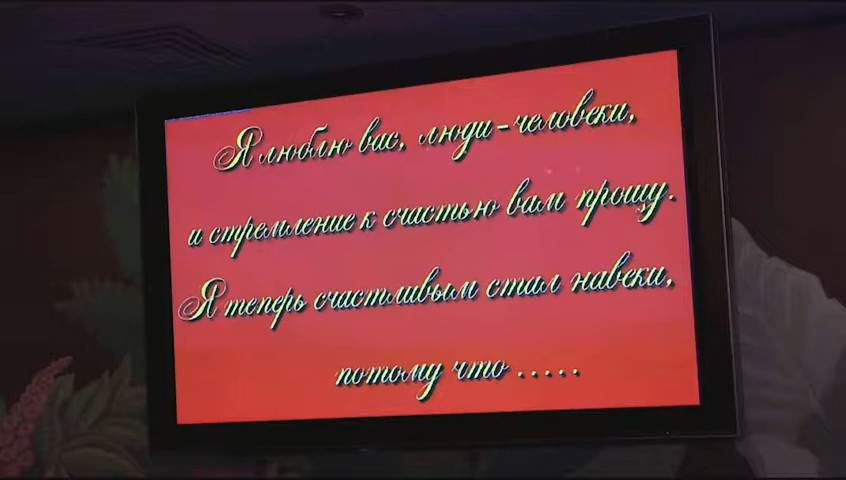 Я люблю вас, люди-человеки,
и стремление к счастью вам прощу.
Я теперь счастливым стал навеки,
потому что .....